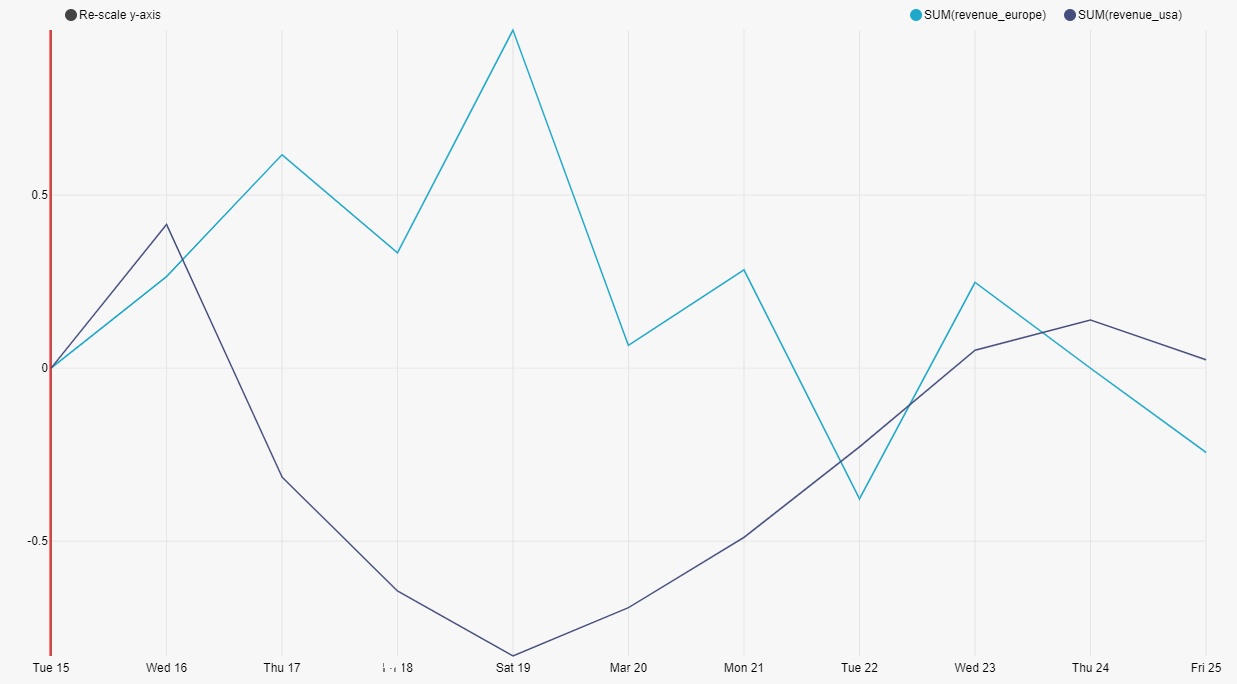 Re-scale y-axis
SUM(revenue_europe) SUM(revenue_usa)
0.5
0
-0.5
Tue 15 Wed 16 Thu 17 18 Sat 19 Mar 20 Mon 21 Tue 22 Wed 23 Thu 24 Fri 25